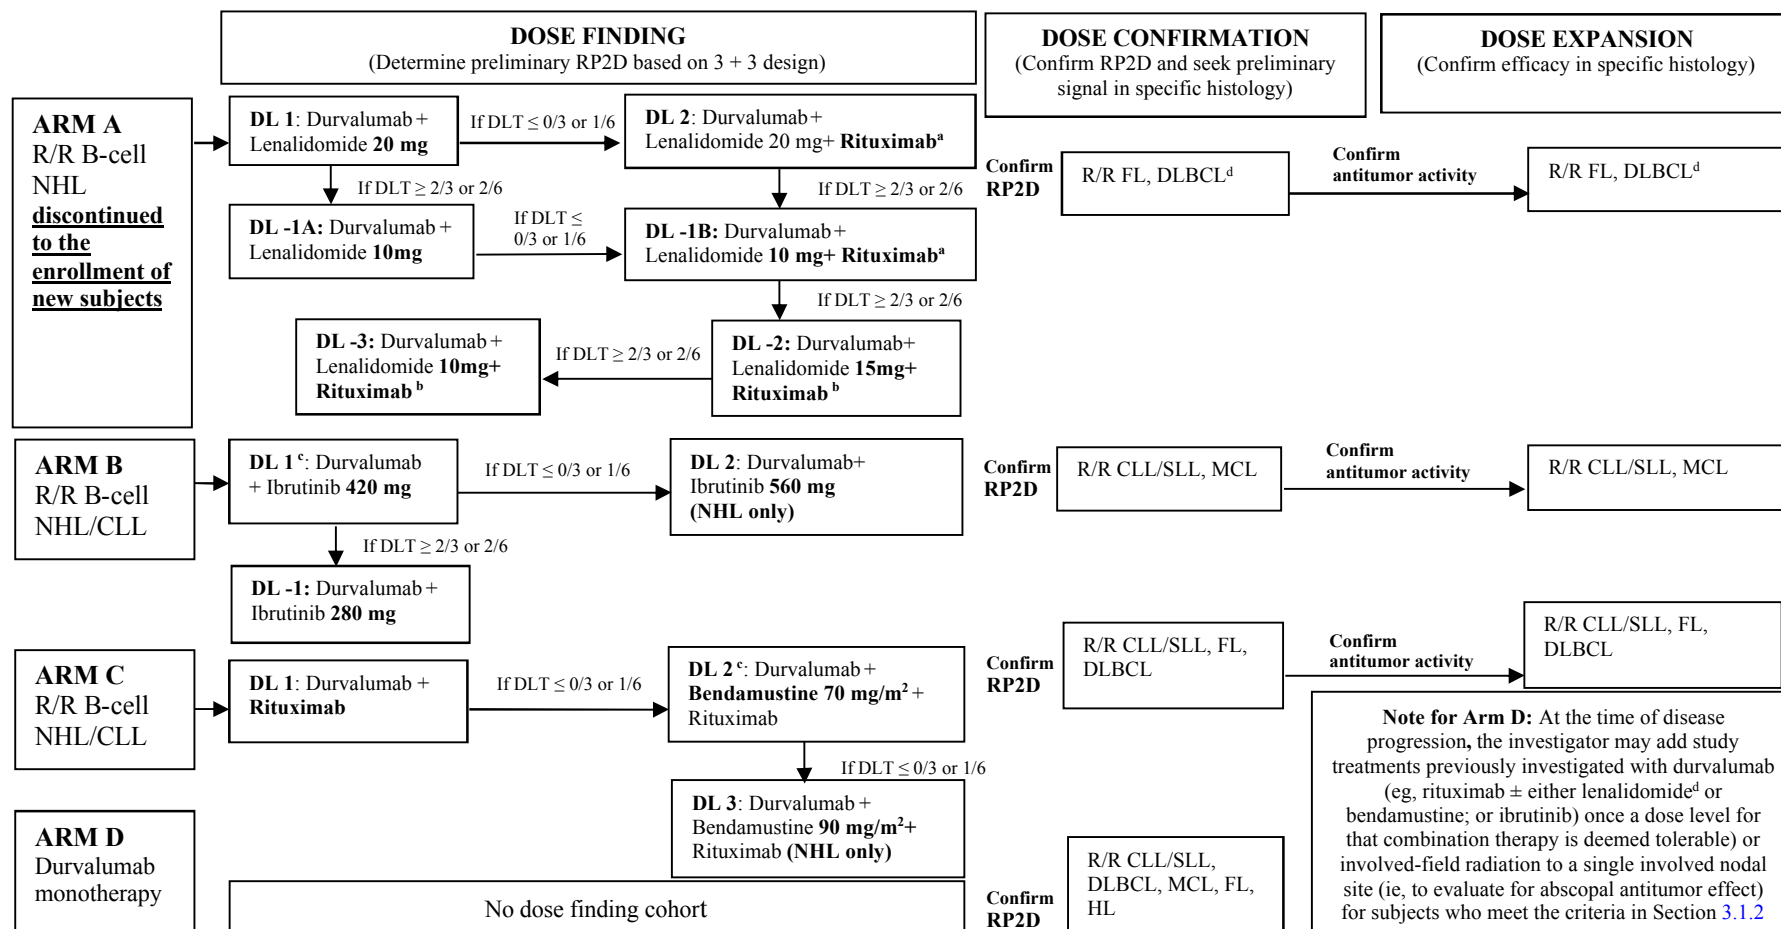 DOSE FINDING
(Determine preliminary RP2D based on 3 + 3 design)
DOSE CONFIRMATION
(Confirm RP2D and seek preliminary
signal in specific histology)
DOSE EXPANSION
(Confirm efficacy in specific histology)
ARM A
R/R B-cell
NHL
discontinued
to the
enrollment of
new subjects
DL 1: Durvalumab +
Lenalidomide 20 mg
If DLT ≤ 0/3 or 1/6
DL 2: Durvalumab +
Lenalidomide 20 mg+ Rituximabᵃ
If DLT ≥ 2/3 or 2/6
If DLT ≥ 2/3 or 2/6
DL -1A: Durvalumab +
Lenalidomide 10mg
If DLT ≤
0/3 or 1/6
DL -1B: Durvalumab +
Lenalidomide 10 mg+ Rituximabᵃ
If DLT ≥ 2/3 or 2/6
DL -3: Durvalumab +
Lenalidomide 10mg+
Rituximab ᵇ
If DLT ≥ 2/3 or 2/6
DL -2: Durvalumab+
Lenalidomide 15mg+
Rituximab ᵇ
Confirm
RP2D
R/R FL, DLBCLᵈ
Confirm
antitumor activity
R/R FL, DLBCLᵈ
ARM B
R/R B-cell
NHL/CLL
DL 1 ᶜ: Durvalumab
+ Ibrutinib 420 mg
If DLT ≤ 0/3 or 1/6
DL 2: Durvalumab+
Ibrutinib 560 mg
(NHL only)
If DLT ≥ 2/3 or 2/6
DL -1: Durvalumab +
Ibrutinib 280 mg
Confirm
RP2D
R/R CLL/SLL, MCL
Confirm
antitumor activity
R/R CLL/SLL, MCL
ARM C
R/R B-cell
NHL/CLL
DL 1: Durvalumab +
Rituximab
If DLT ≤ 0/3 or 1/6
DL 2 ᶜ: Durvalumab +
Bendamustine 70 mg/m² +
Rituximab
If DLT ≤ 0/3 or 1/6
DL 3: Durvalumab +
Bendamustine 90 mg/m²+
Rituximab (NHL only)
Confirm
RP2D
R/R CLL/SLL, FL,
DLBCL
Confirm
antitumor activity
R/R CLL/SLL, FL,
DLBCL
ARM D
Durvalumab
monotherapy
No dose finding cohort
Confirm
RP2D
R/R CLL/SLL,
DLBCL, MCL, FL,
HL
Note for Arm D: At the time of disease
progression, the investigator may add study
treatments previously investigated with durvalumab
(eg, rituximab ± either lenalidomideᵈ or
bendamustine; or ibrutinib) once a dose level for
that combination therapy is deemed tolerable) or
involved-field radiation to a single involved nodal
site (ie, to evaluate for abscopal antitumor effect)
for subjects who meet the criteria in Section 3.1.2